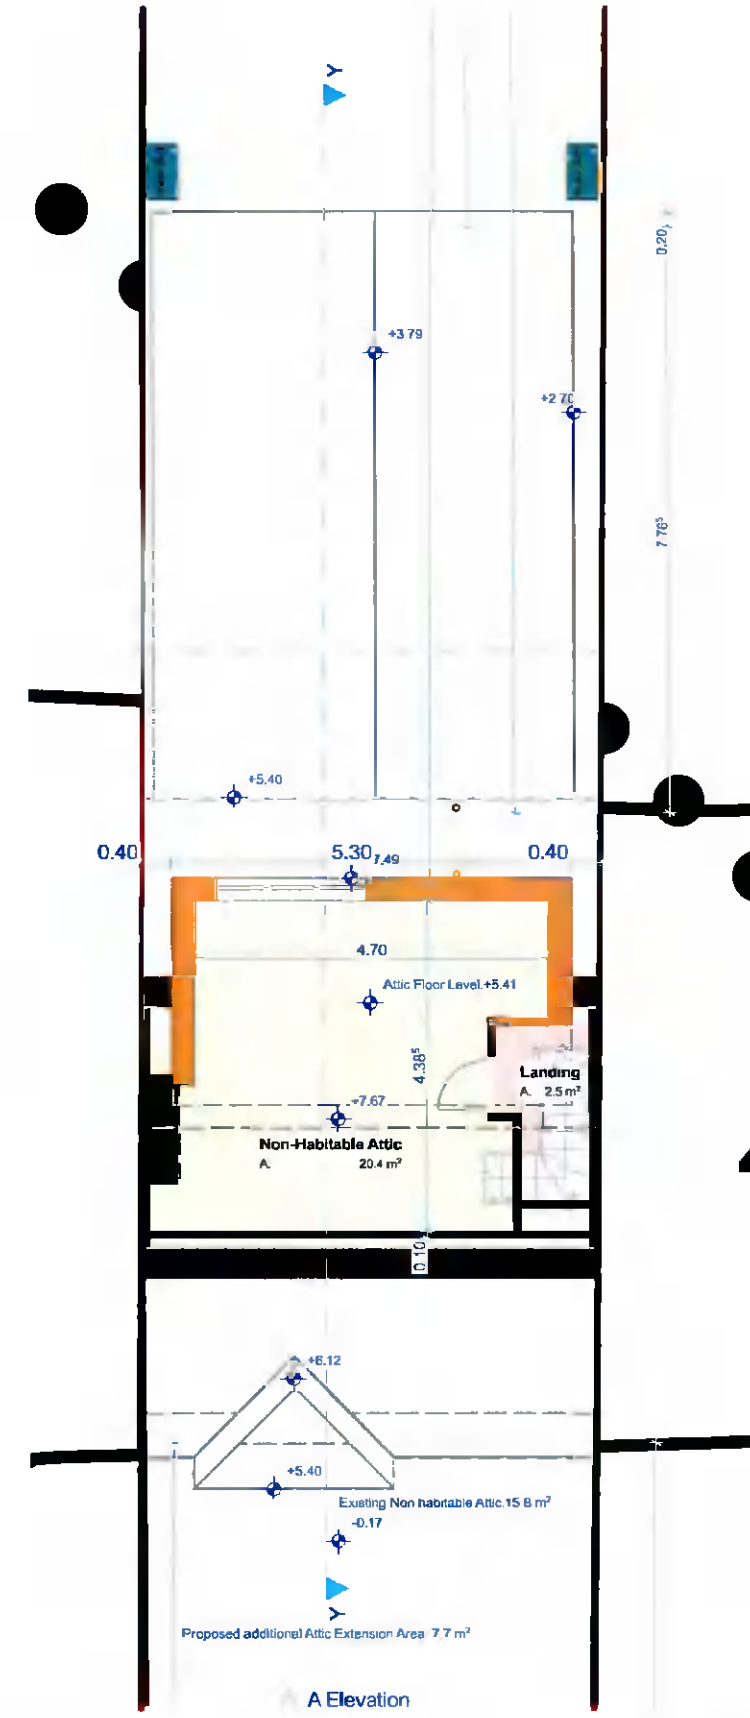 Y
0.20⁵
+3.79
+2.70
7.76⁵
+5.40
0.40
5.30
7.49
0.40
4.70
Attic Floor Level.+5.41
4.38⁵
Landing
A. 2.5 m²
+7.67
Non-Habitable Attic
A. 20.4 m²
0.10
+6.12
+5.40
Existing Non habitable Attic.15 8 m²
-0.17
Y
Proposed additional Attic Extension Area 7.7 m²
A Elevation